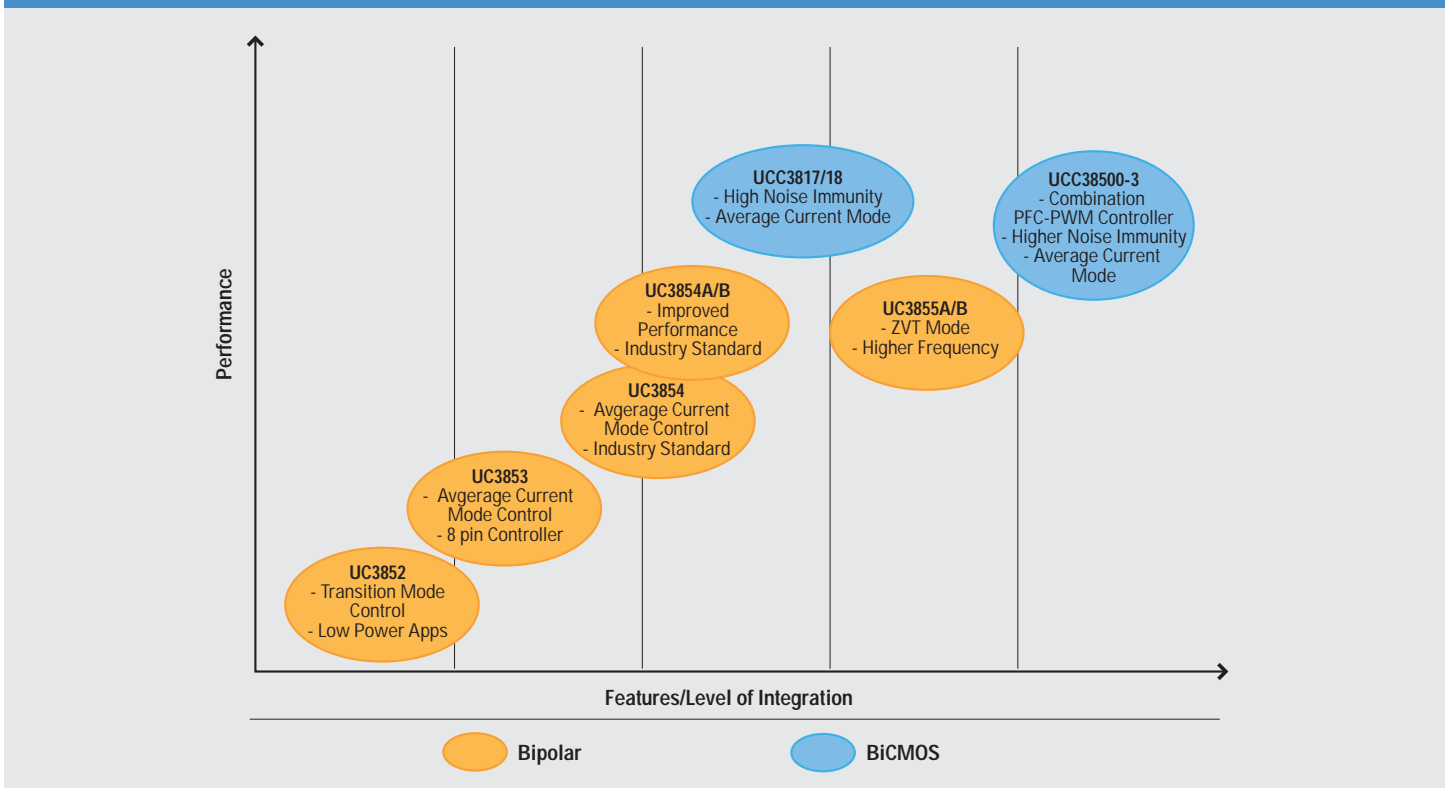 UCC3817/18
- High Noise Immunity
- Average Current Mode
UCC38500-3
- Combination
PFC-PWM Controller
- Higher Noise Immunity
- Average Current
Mode
UC3854A/B
- Improved
Performance
- Industry Standard
UC3855A/B
- ZVT Mode
- Higher Frequency
UC3854
- Avgerage Current
Mode Control
- Industry Standard
UC3853
- Avgerage Current
Mode Control
- 8 pin Controller
UC3852
- Transition Mode
Control
- Low Power Apps
Performance
Features/Level of Integration
Bipolar
BiCMOS